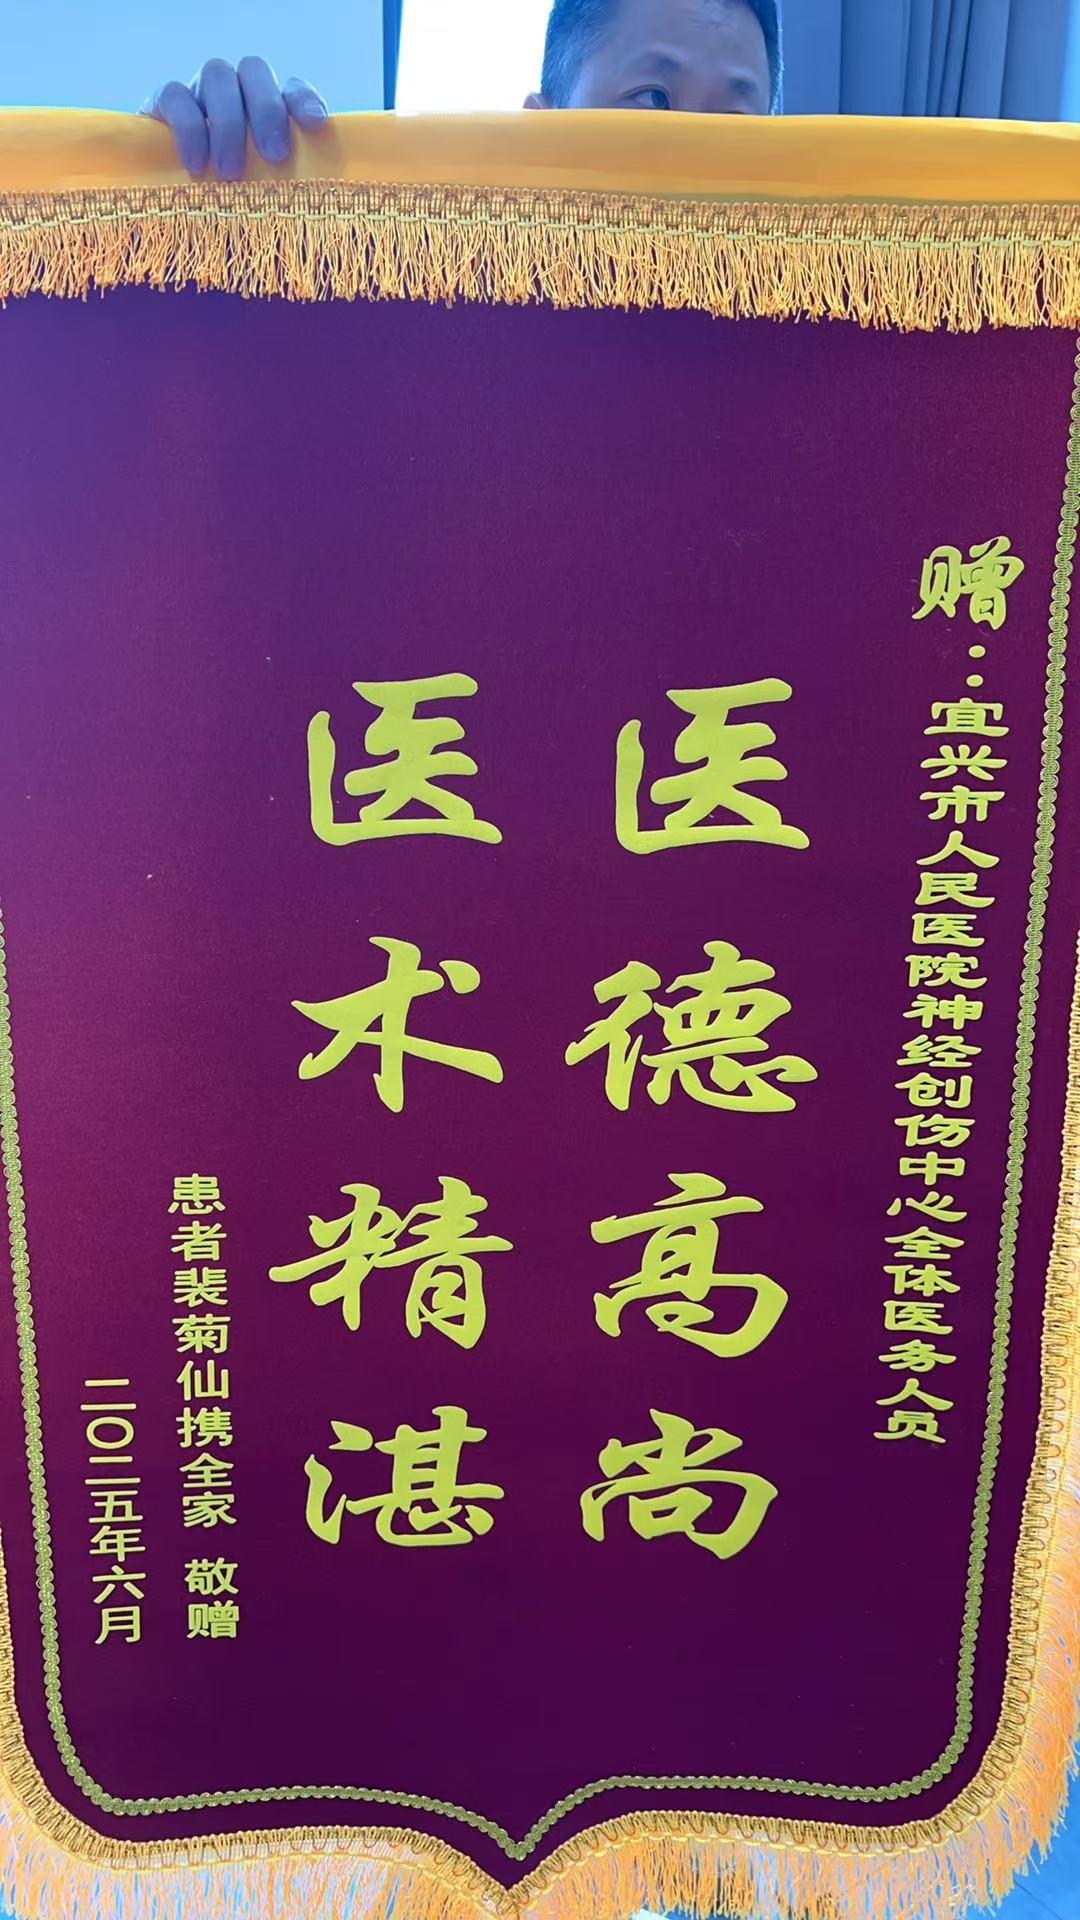 赠：宜兴市人民医院神经创伤中心全体医务人员
医德高尚
医术精湛
患者裴菊仙携全家 敬赠
二〇二五年六月